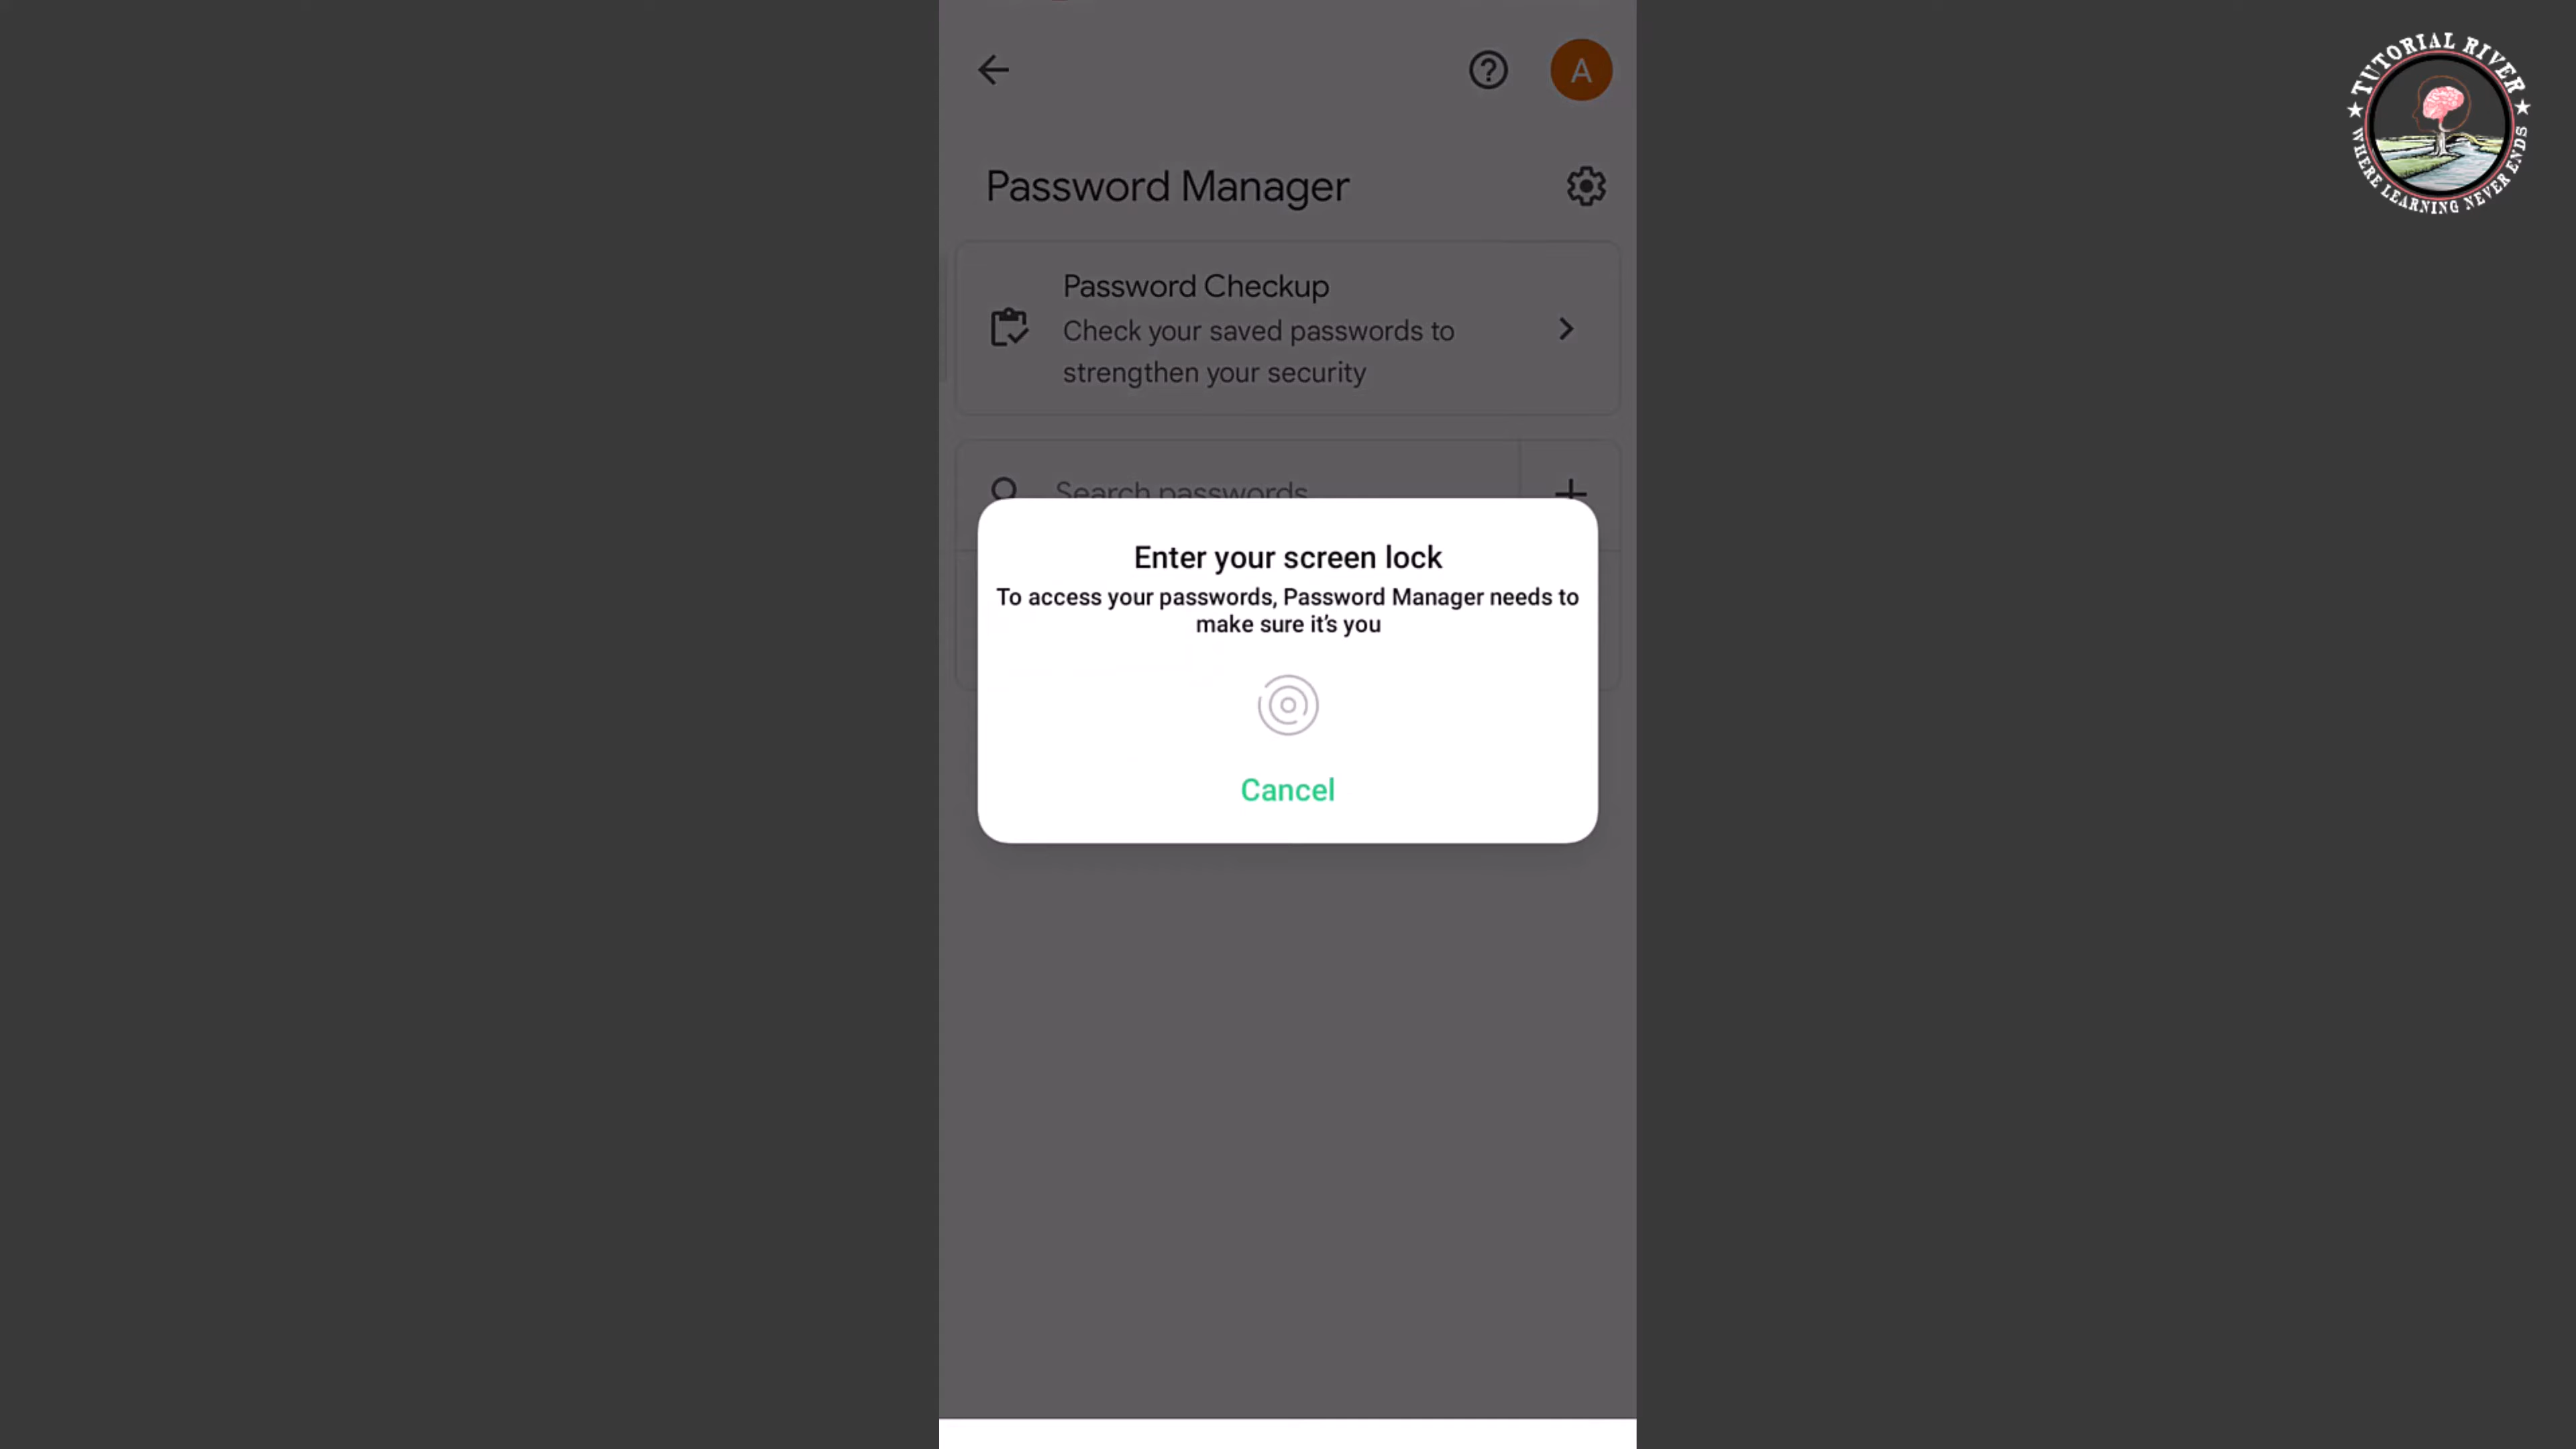 A
TUTORIAL RIVER
WHERE LEARNING NEVER ENDS
Password Manager
Password Checkup
Check your saved passwords to
strengthen your security
Search passwords
Enter your screen lock
To access your passwords, Password Manager needs to
make sure it's you
Cancel